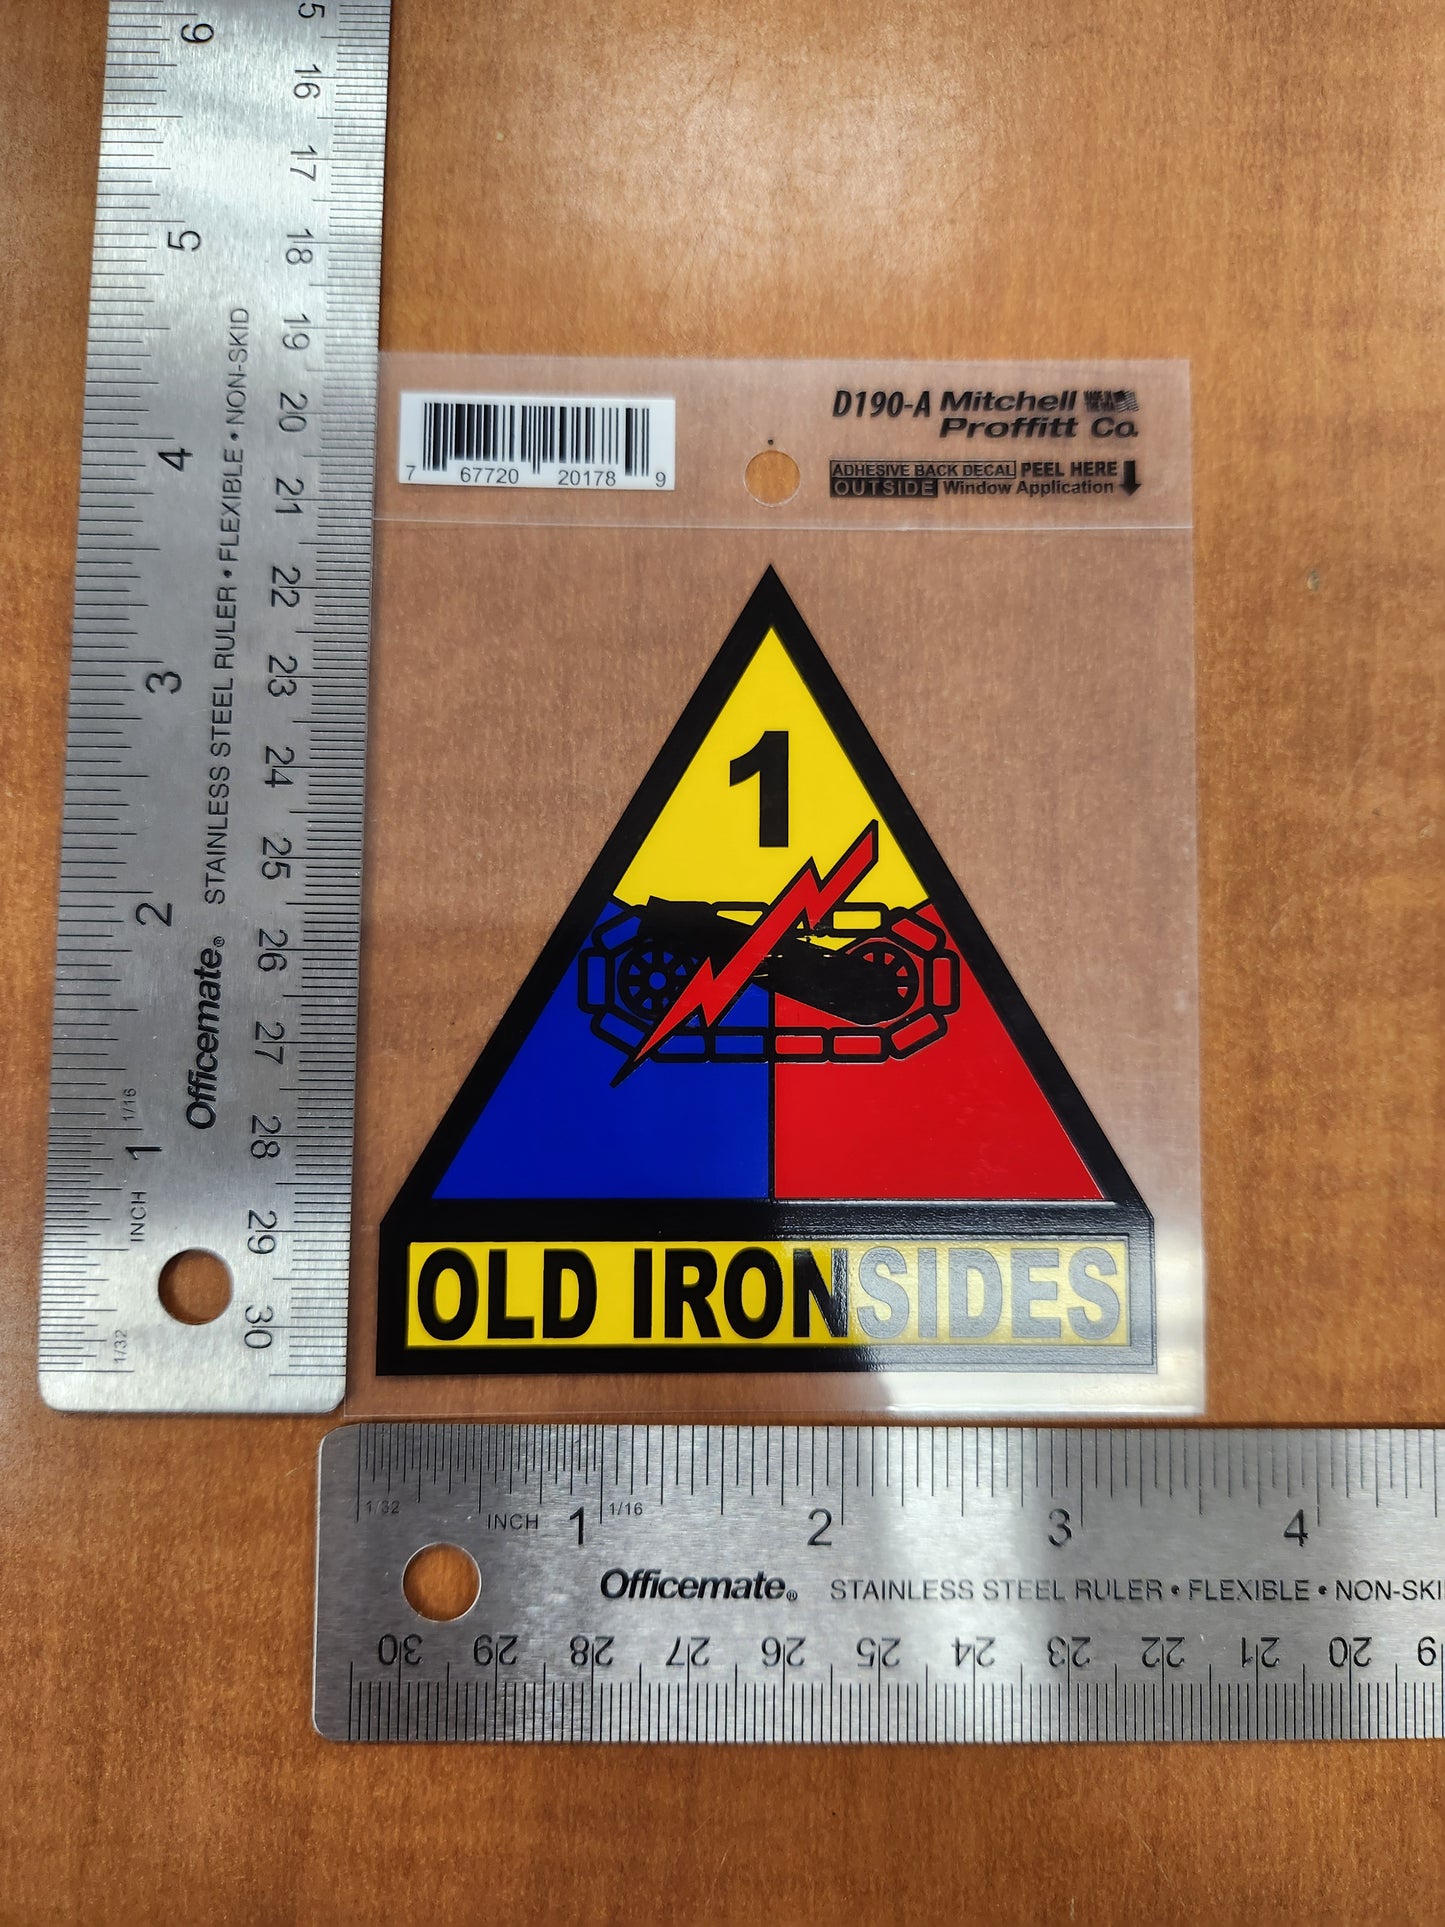 7 67720 20178 9
D190-A Mitchell
Proffitt Co.
ADHESIVE BACK DECAL PEEL HERE
OUTSIDE Window Application
1
OLD IRONSIDES
6
5
4
3
2
1
INCH
1/16
1/32
Officemate® STAINLESS STEEL RULER • FLEXIBLE • NON-SKID
15
16
17
18
19
20
21
22
23
24
25
26
27
28
29
30
1/32 INCH 1 1/16 2 3 4
Officemate® STAINLESS STEEL RULER • FLEXIBLE • NON-SKI
30 29 28 27 26 25 24 23 22 21 20 19